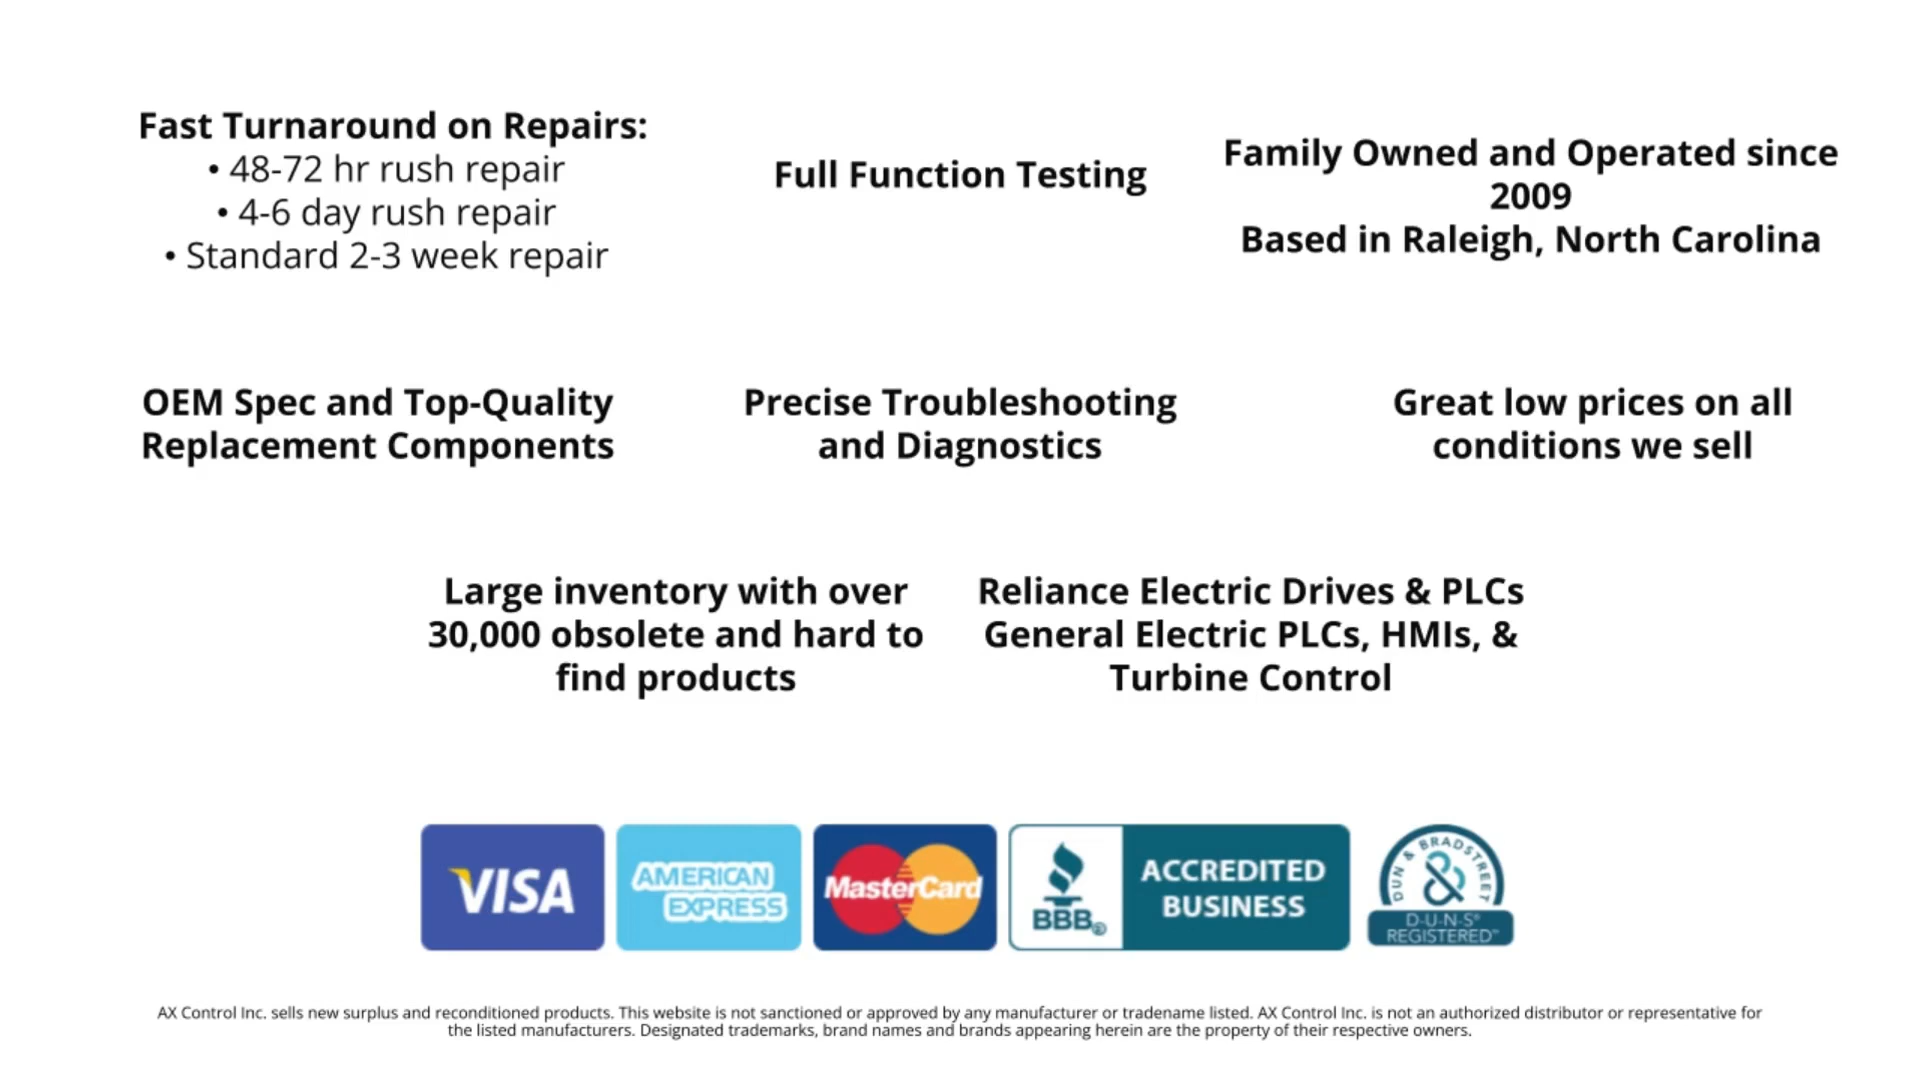 Fast Turnaround on Repairs:
• 48-72 hr rush repair
• 4-6 day rush repair
• Standard 2-3 week repair
Full Function Testing
Family Owned and Operated since
2009
Based in Raleigh, North Carolina
OEM Spec and Top-Quality
Replacement Components
Precise Troubleshooting
and Diagnostics
Great low prices on all
conditions we sell
Large inventory with over
30,000 obsolete and hard to
find products
Reliance Electric Drives & PLCs
General Electric PLCs, HMIs, &
Turbine Control
VISA
AMERICAN
EXPRESS
MasterCard
BBB®
ACCREDITED
BUSINESS
DUN & BRADSTREET
&
D-U-N-S®
REGISTERED™
AX Control Inc. sells new surplus and reconditioned products. This website is not sanctioned or approved by any manufacturer or tradename listed. AX Control Inc. is not an authorized distributor or representative for
the listed manufacturers. Designated trademarks, brand names and brands appearing herein are the property of their respective owners.